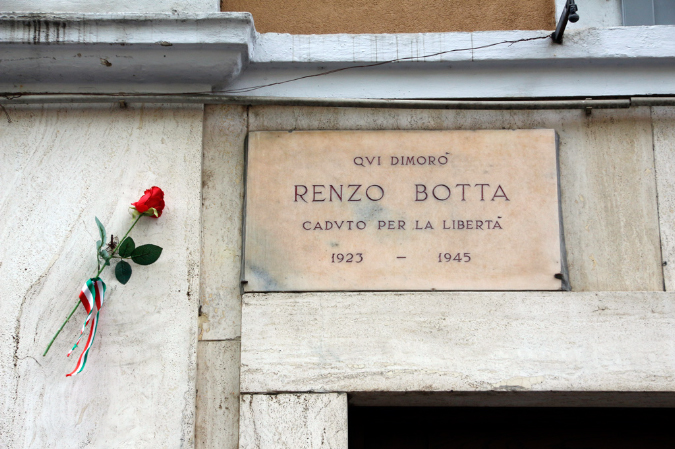 QVI DIMORÒ
RENZO BOTTA
CADVTO PER LA LIBERTÀ
1923 – 1945